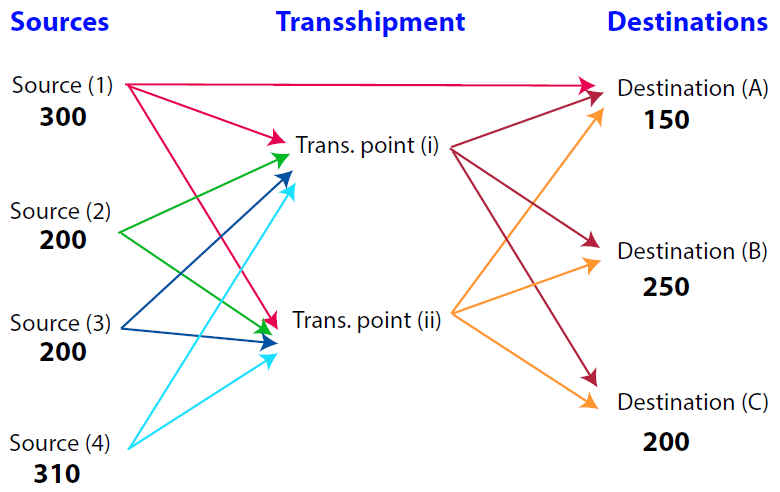 Sources
Transshipment
Destinations
Source (1)
300
Destination (A)
150
Trans. point (i)
Source (2)
200
Destination (B)
250
Source (3)
200
Trans. point (ii)
Destination (C)
200
Source (4)
310